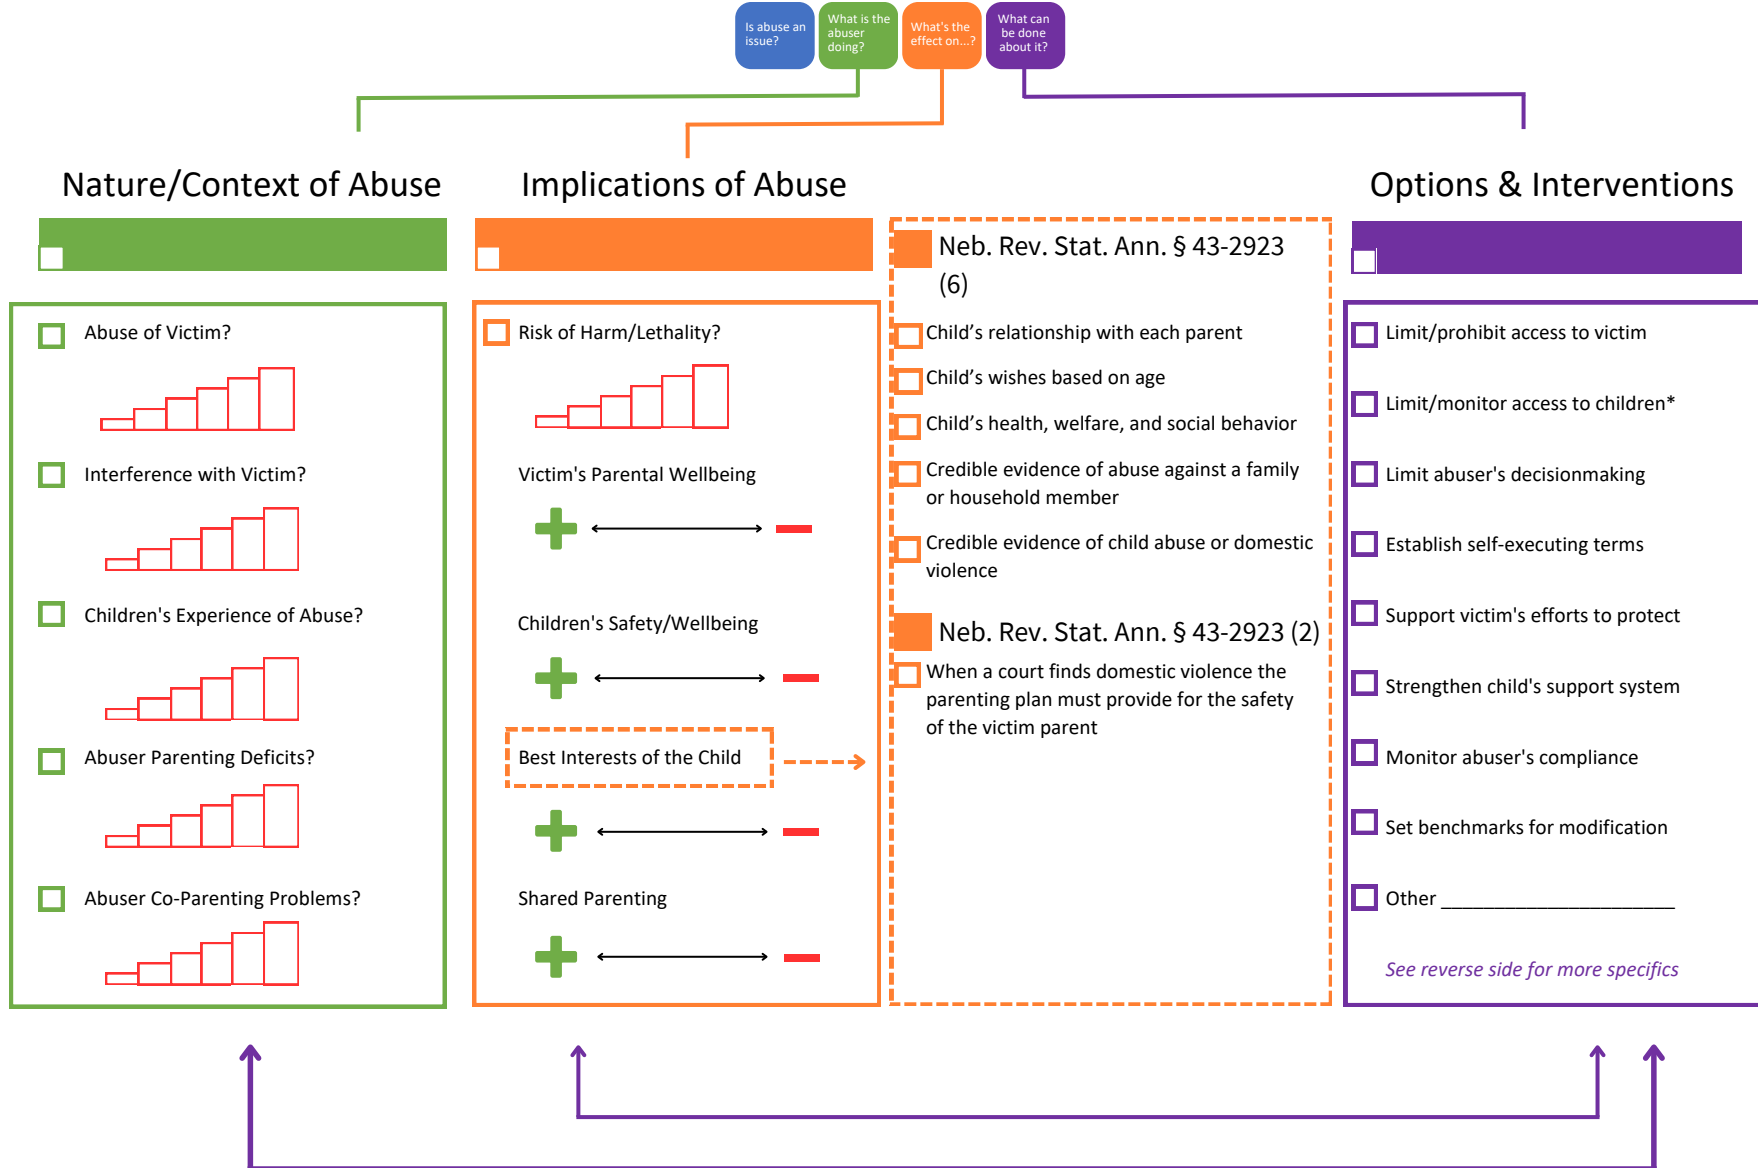 Is abuse an
issue?
What is the
abuser
doing?
What's the
effect on...?
What can
be done
about it?
Nature/Context of Abuse
Abuse of Victim?
Interference with Victim?
Children's Experience of Abuse?
Abuser Parenting Deficits?
Abuser Co-Parenting Problems?
Implications of Abuse
Risk of Harm/Lethality?
Victim's Parental Wellbeing
Children's Safety/Wellbeing
Best Interests of the Child
Shared Parenting
Neb. Rev. Stat. Ann. § 43-2923
(6)
Child’s relationship with each parent
Child’s wishes based on age
Child’s health, welfare, and social behavior
Credible evidence of abuse against a family
or household member
Credible evidence of child abuse or domestic
violence
Neb. Rev. Stat. Ann. § 43-2923 (2)
When a court finds domestic violence the
parenting plan must provide for the safety
of the victim parent
Options & Interventions
Limit/prohibit access to victim
Limit/monitor access to children*
Limit abuser's decisionmaking
Establish self-executing terms
Support victim's efforts to protect
Strengthen child's support system
Monitor abuser's compliance
Set benchmarks for modification
Other ______________________
See reverse side for more specifics